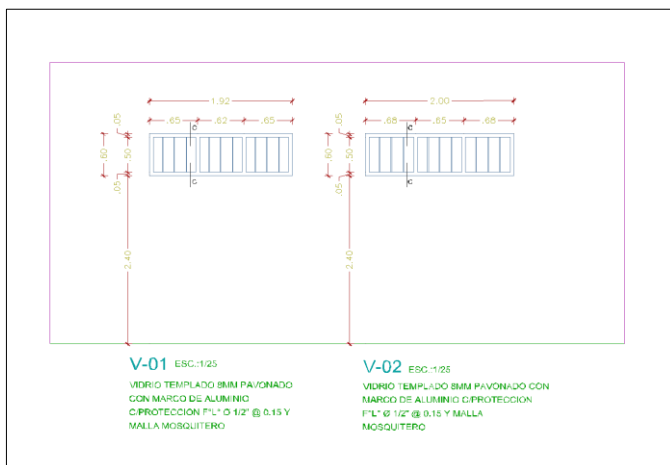 1.92
2.00
.65 .62 .65
.68 .65 .68
C
C
.05
.05
.60 .50
.60 .50
.05
.05
C
C
2.40
2.40
V-01 ESC.:1/25
VIDRIO TEMPLADO 8MM PAVONADO
CON MARCO DE ALUMINIO
C/PROTECCION F°L° Ø 1/2" @ 0.15 Y
MALLA MOSQUITERO
V-02 ESC.:1/25
VIDRIO TEMPLADO 8MM PAVONADO CON
MARCO DE ALUMINIO C/PROTECCION
F°L° Ø 1/2" @ 0.15 Y MALLA
MOSQUITERO